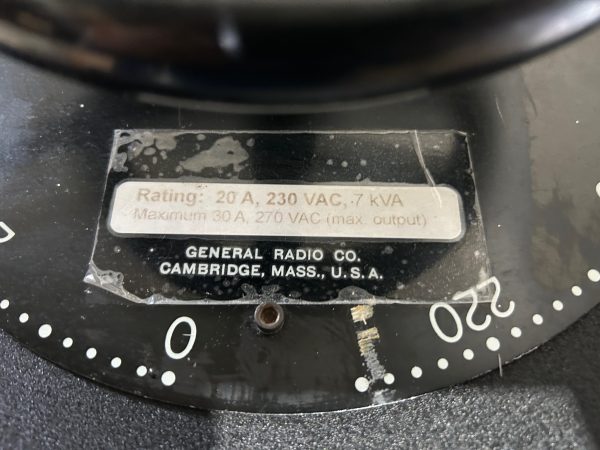 Rating: 20 A, 230 VAC, 7 kVA
Maximum 30 A, 270 VAC (max. output)
GENERAL RADIO CO.
CAMBRIDGE, MASS., U.S.A.
0
220